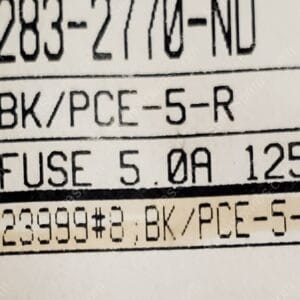 283-2770-ND
BK/PCE-5-R
FUSE 5.0A 125
23999#8;BK/PCE-5-